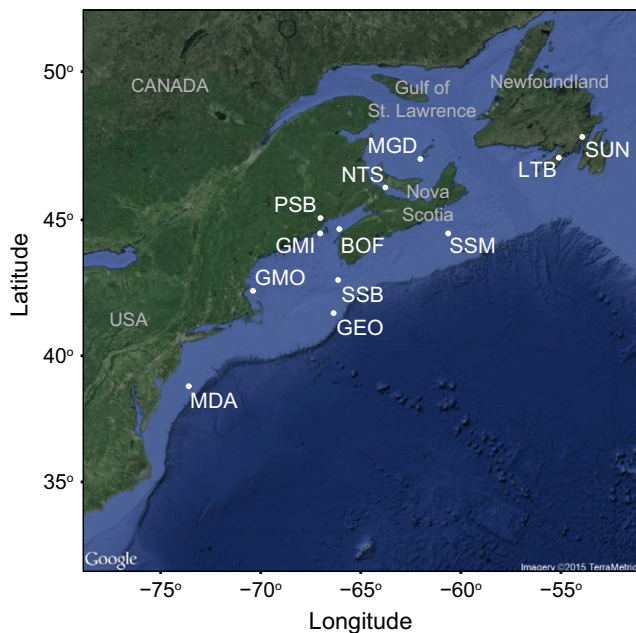 50°
CANADA
Gulf of
St. Lawrence
Newfoundland
MGD
SUN
LTB
NTS
Nova
Scotia
PSB
45°
GMI
BOF
SSM
GMO
SSB
USA
GEO
40°
MDA
35°
Latitude
Google
Imagery ©2015 TerraMetric
−75°
−70°
−65°
−60°
−55°
Longitude